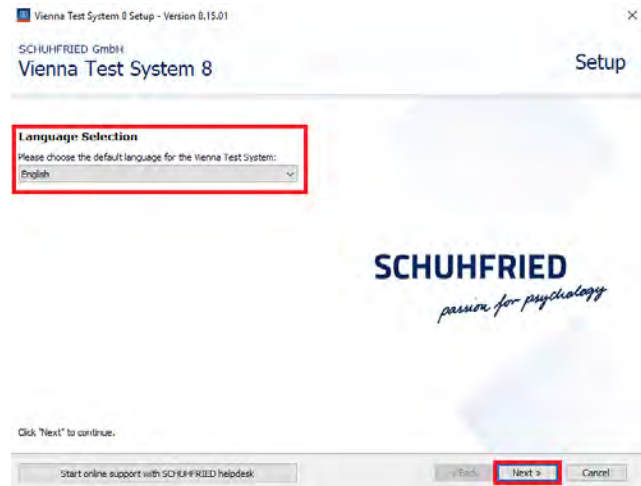 Vienna Test System 8 Setup - Version 8.15.01
SCHUHFRIED GmbH
Vienna Test System 8
Setup
Language Selection
Please choose the default language for the Vienna Test System:
English
SCHUHFRIED
passion for psychology
Click "Next" to continue.
Start online support with SCHUHFRIED helpdesk
< Back
Next >
Cancel